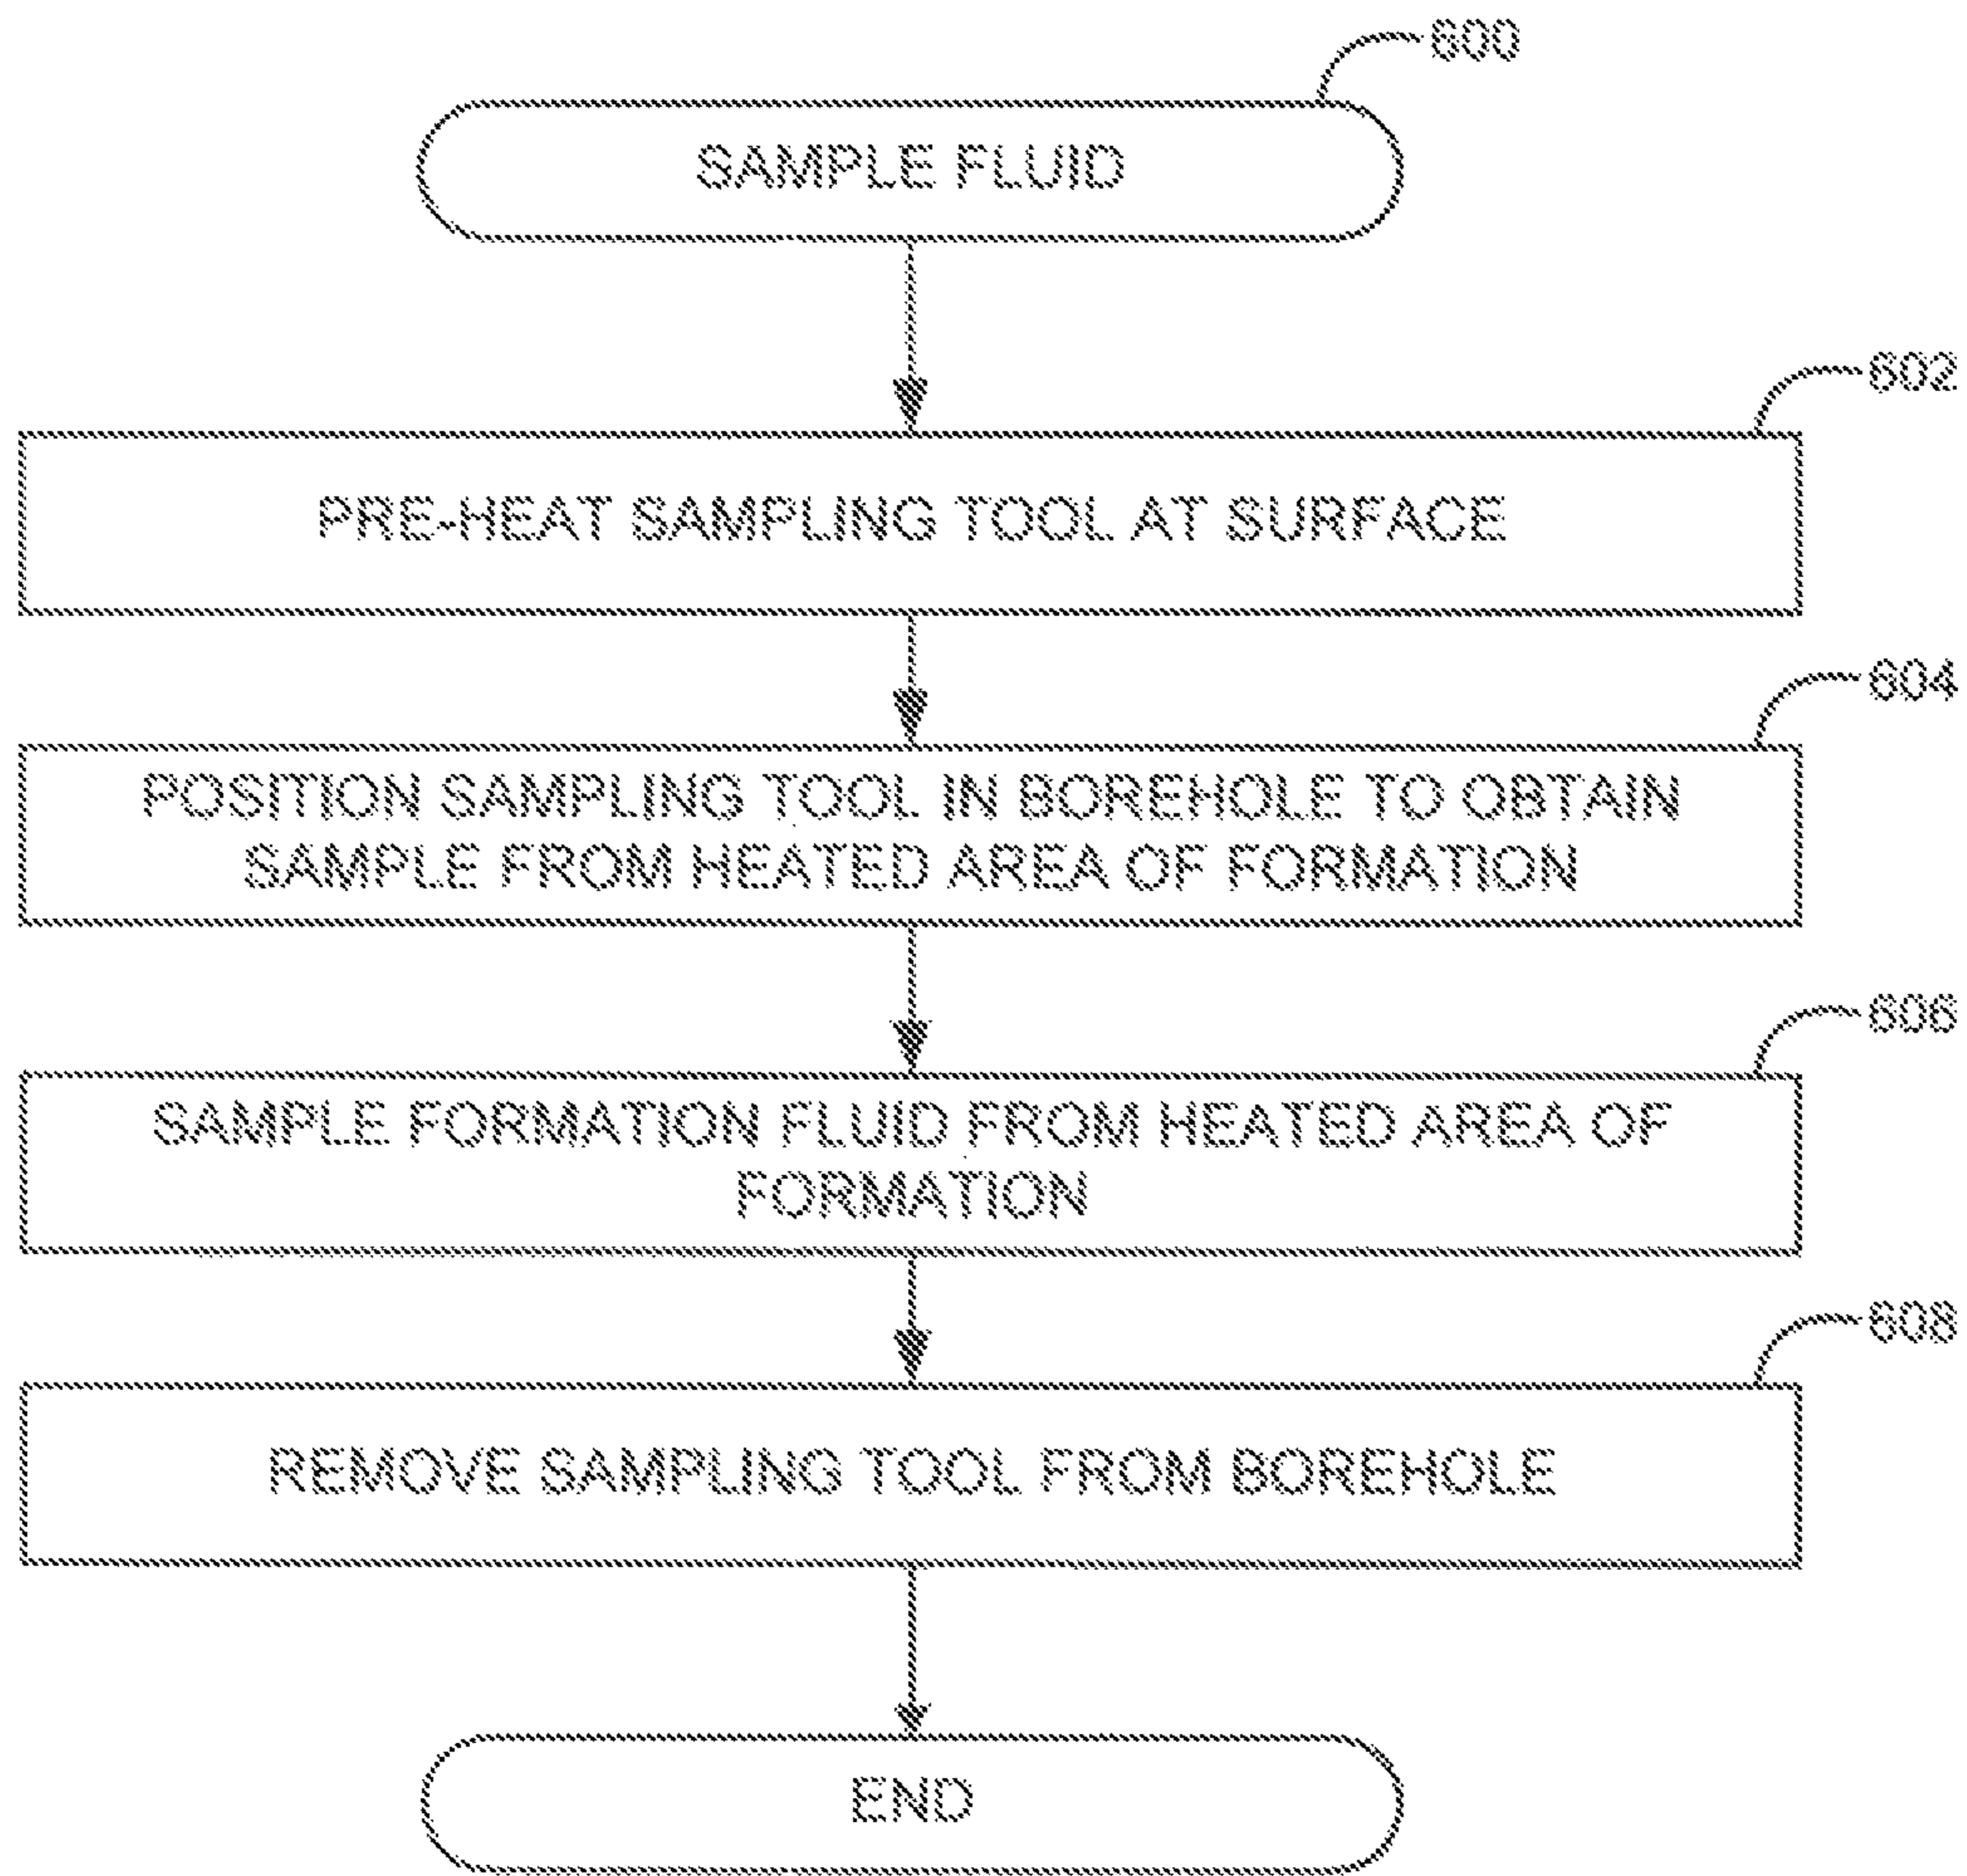 600
SAMPLE FLUID
602
PRE-HEAT SAMPLING TOOL AT SURFACE
604
POSITION SAMPLING TOOL IN BOREHOLE TO OBTAIN
SAMPLE FROM HEATED AREA OF FORMATION
606
SAMPLE FORMATION FLUID FROM HEATED AREA OF
FORMATION
608
REMOVE SAMPLING TOOL FROM BOREHOLE
END